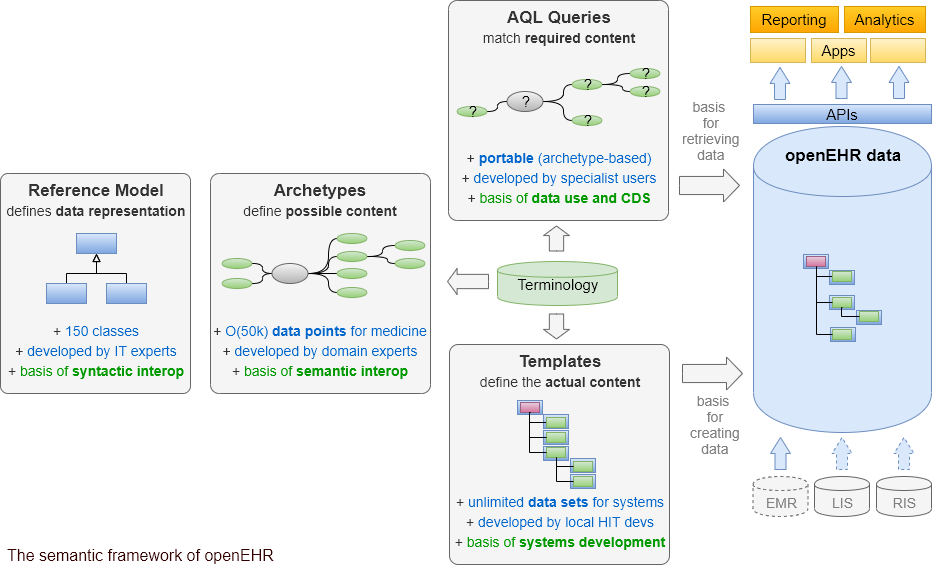 AQL Queries
match required content
?
?
?
?
?
?
+ portable (archetype-based)
+ developed by specialist users
+ basis of data use and CDS
Reference Model
defines data representation
+ 150 classes
+ developed by IT experts
+ basis of syntactic interop
Archetypes
define possible content
+ O(50k) data points for medicine
+ developed by domain experts
+ basis of semantic interop
Terminology
Templates
define the actual content
+ unlimited data sets for systems
+ developed by local HIT devs
+ basis of systems development
basis
for
retrieving
data
basis
for
creating
data
Reporting
Analytics
Apps
APIs
openEHR data
EMR
LIS
RIS
The semantic framework of openEHR